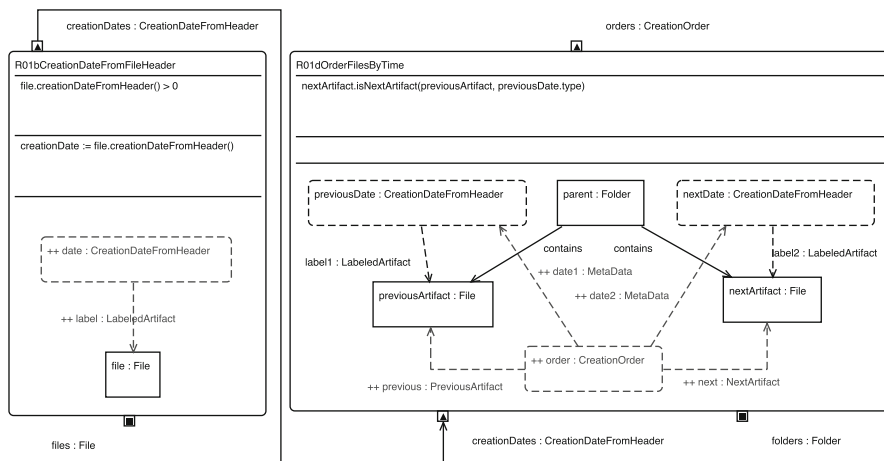 creationDates : CreationDateFromHeader
orders : CreationOrder
R01bCreationDateFromFileHeader
file.creationDateFromHeader() > 0
creationDate := file.creationDateFromHeader()
++ date : CreationDateFromHeader
++ label : LabeledArtifact
file : File
files : File
R01dOrderFilesByTime
nextArtifact.isNextArtifact(previousArtifact, previousDate.type)
previousDate : CreationDateFromHeader
parent : Folder
nextDate : CreationDateFromHeader
contains
contains
label1 : LabeledArtifact
label2 : LabeledArtifact
++ date1 : MetaData
++ date2 : MetaData
previousArtifact : File
nextArtifact : File
++ order : CreationOrder
++ previous : PreviousArtifact
++ next : NextArtifact
creationDates : CreationDateFromHeader
folders : Folder